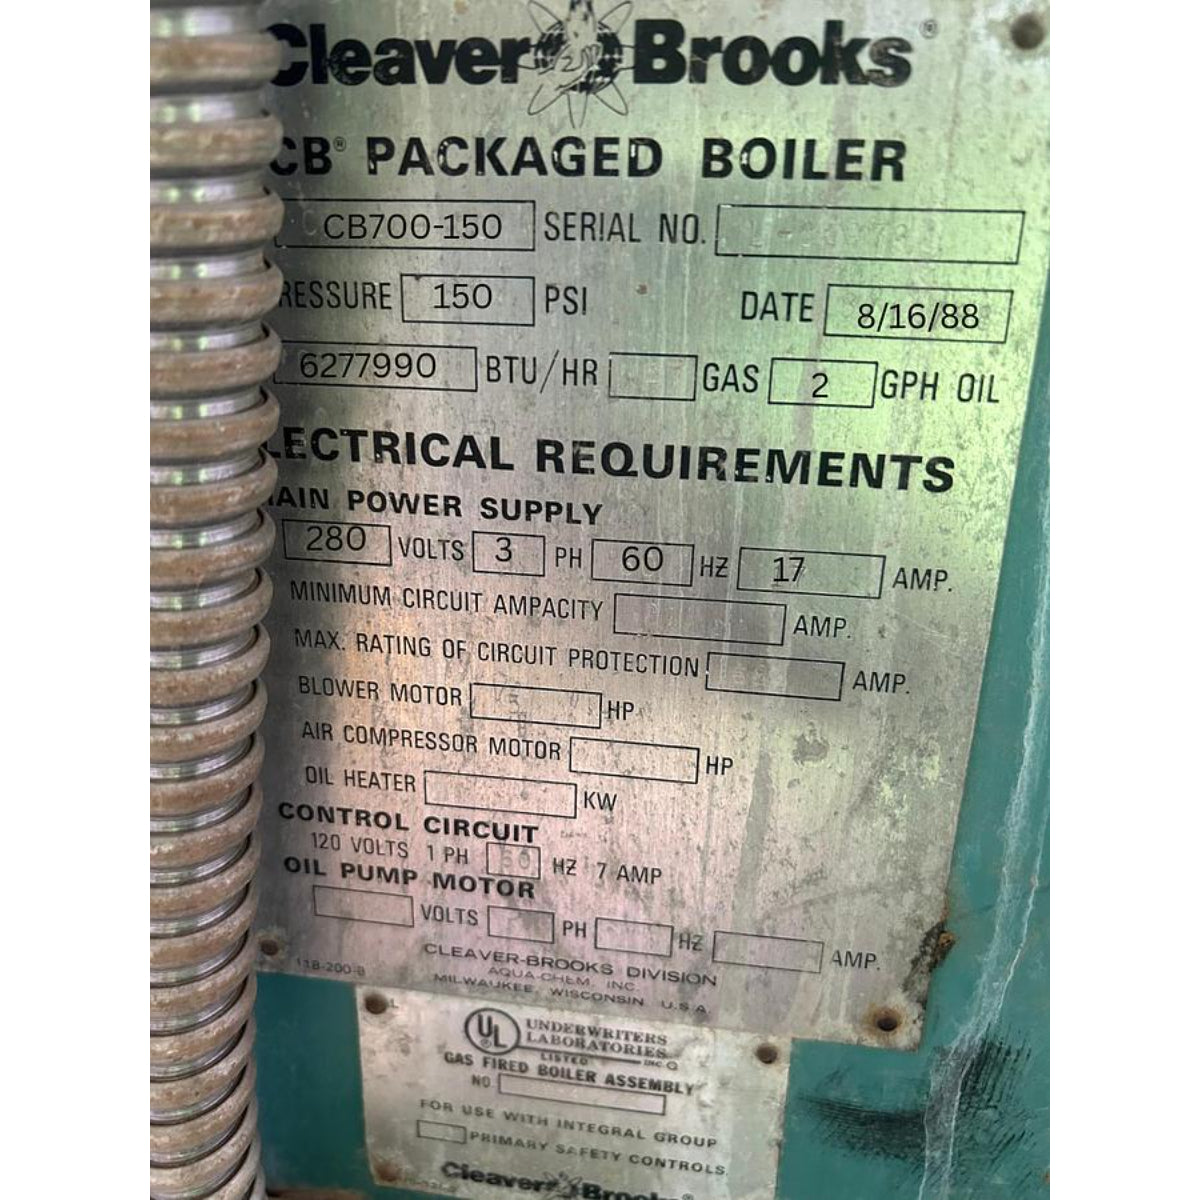 Cleaver Brooks®
CB® PACKAGED BOILER
CB700-150 SERIAL NO.
RESSURE 150 PSI DATE 8/16/88
6277990 BTU/HR GAS 2 GPH OIL
LECTRICAL REQUIREMENTS
AIN POWER SUPPLY
280 VOLTS 3 PH 60 HZ 17 AMP.
MINIMUM CIRCUIT AMPACITY AMP.
MAX. RATING OF CIRCUIT PROTECTION AMP.
BLOWER MOTOR HP
AIR COMPRESSOR MOTOR HP
OIL HEATER KW
CONTROL CIRCUIT
120 VOLTS 1 PH 60 HZ 7 AMP
OIL PUMP MOTOR
VOLTS PH HZ AMP.
CLEAVER-BROOKS DIVISION
AQUA-CHEM, INC.
MILWAUKEE, WISCONSIN U.S.A.
118-200-8
UL® UNDERWRITERS
LABORATORIES
LISTED INC.®
GAS FIRED BOILER ASSEMBLY
NO.
FOR USE WITH INTEGRAL GROUP
PRIMARY SAFETY CONTROLS.
Cleaver Brooks®